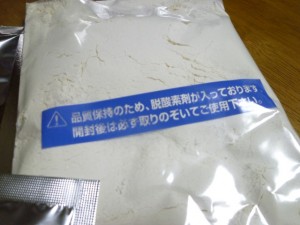 品質保持のため、脱酸素剤が入っております
開封後は必ず取りのぞいてご使用下さい。